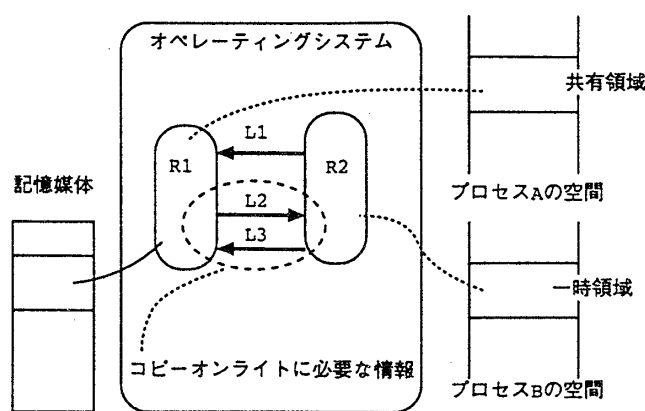 オペレーティングシステム
共有領域
L1
R1
R2
記憶媒体
プロセスAの空間
L2
L3
一時領域
コピーオンライトに必要な情報
プロセスBの空間